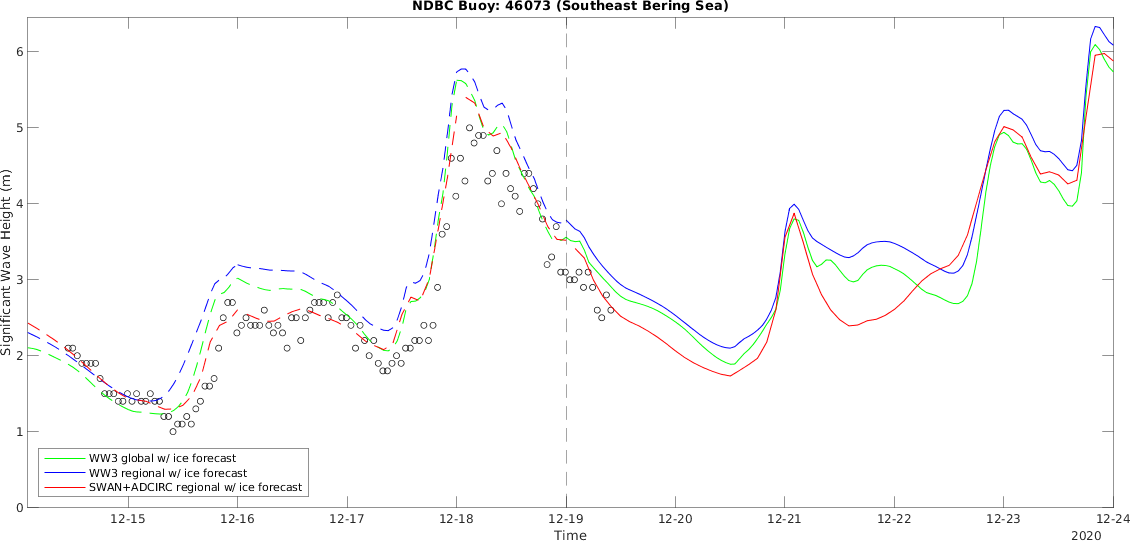 NDBC Buoy: 46073 (Southeast Bering Sea)
Significant Wave Height (m)
6
5
4
3
2
1
0
WW3 global w/ ice forecast
WW3 regional w/ ice forecast
SWAN+ADCIRC regional w/ ice forecast
12-15 12-16 12-17 12-18 12-19 12-20 12-21 12-22 12-23 12-24
Time
2020